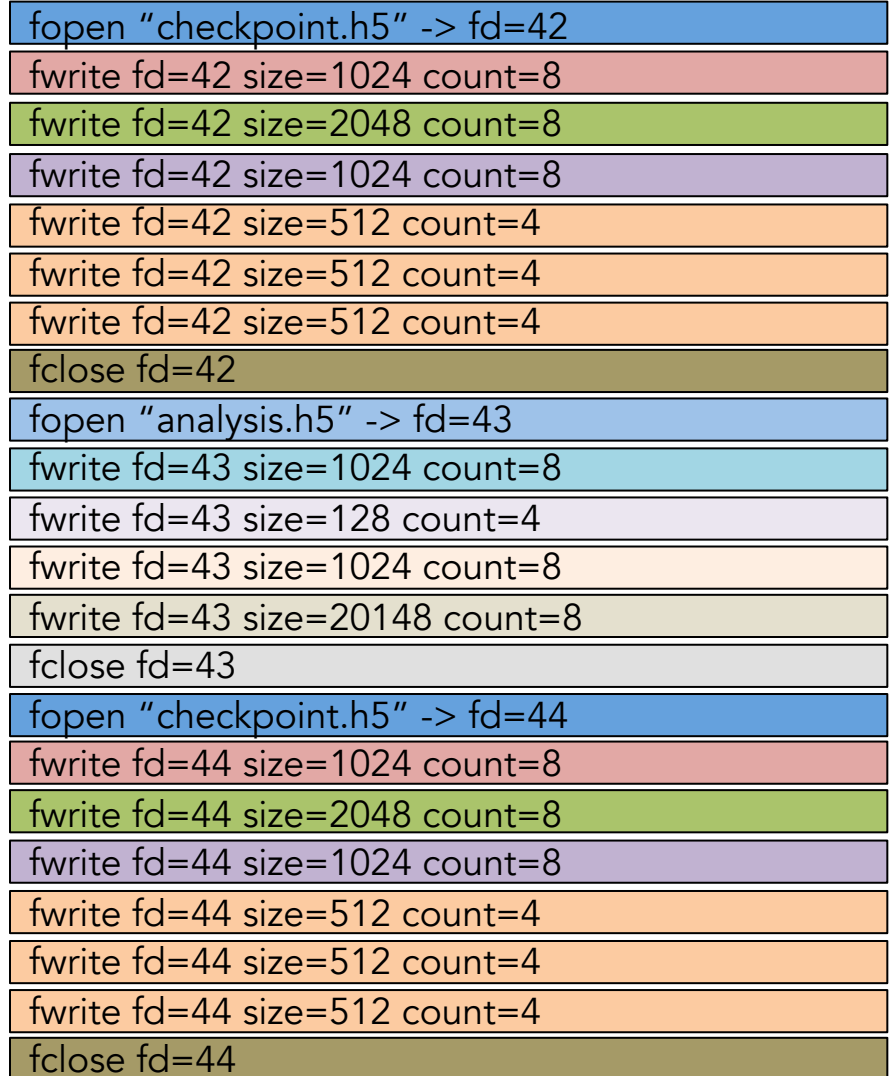 fopen “checkpoint.h5” -> fd=42
fwrite fd=42 size=1024 count=8
fwrite fd=42 size=2048 count=8
fwrite fd=42 size=1024 count=8
fwrite fd=42 size=512 count=4
fwrite fd=42 size=512 count=4
fwrite fd=42 size=512 count=4
fclose fd=42
fopen “analysis.h5” -> fd=43
fwrite fd=43 size=1024 count=8
fwrite fd=43 size=128 count=4
fwrite fd=43 size=1024 count=8
fwrite fd=43 size=20148 count=8
fclose fd=43
fopen “checkpoint.h5” -> fd=44
fwrite fd=44 size=1024 count=8
fwrite fd=44 size=2048 count=8
fwrite fd=44 size=1024 count=8
fwrite fd=44 size=512 count=4
fwrite fd=44 size=512 count=4
fwrite fd=44 size=512 count=4
fclose fd=44